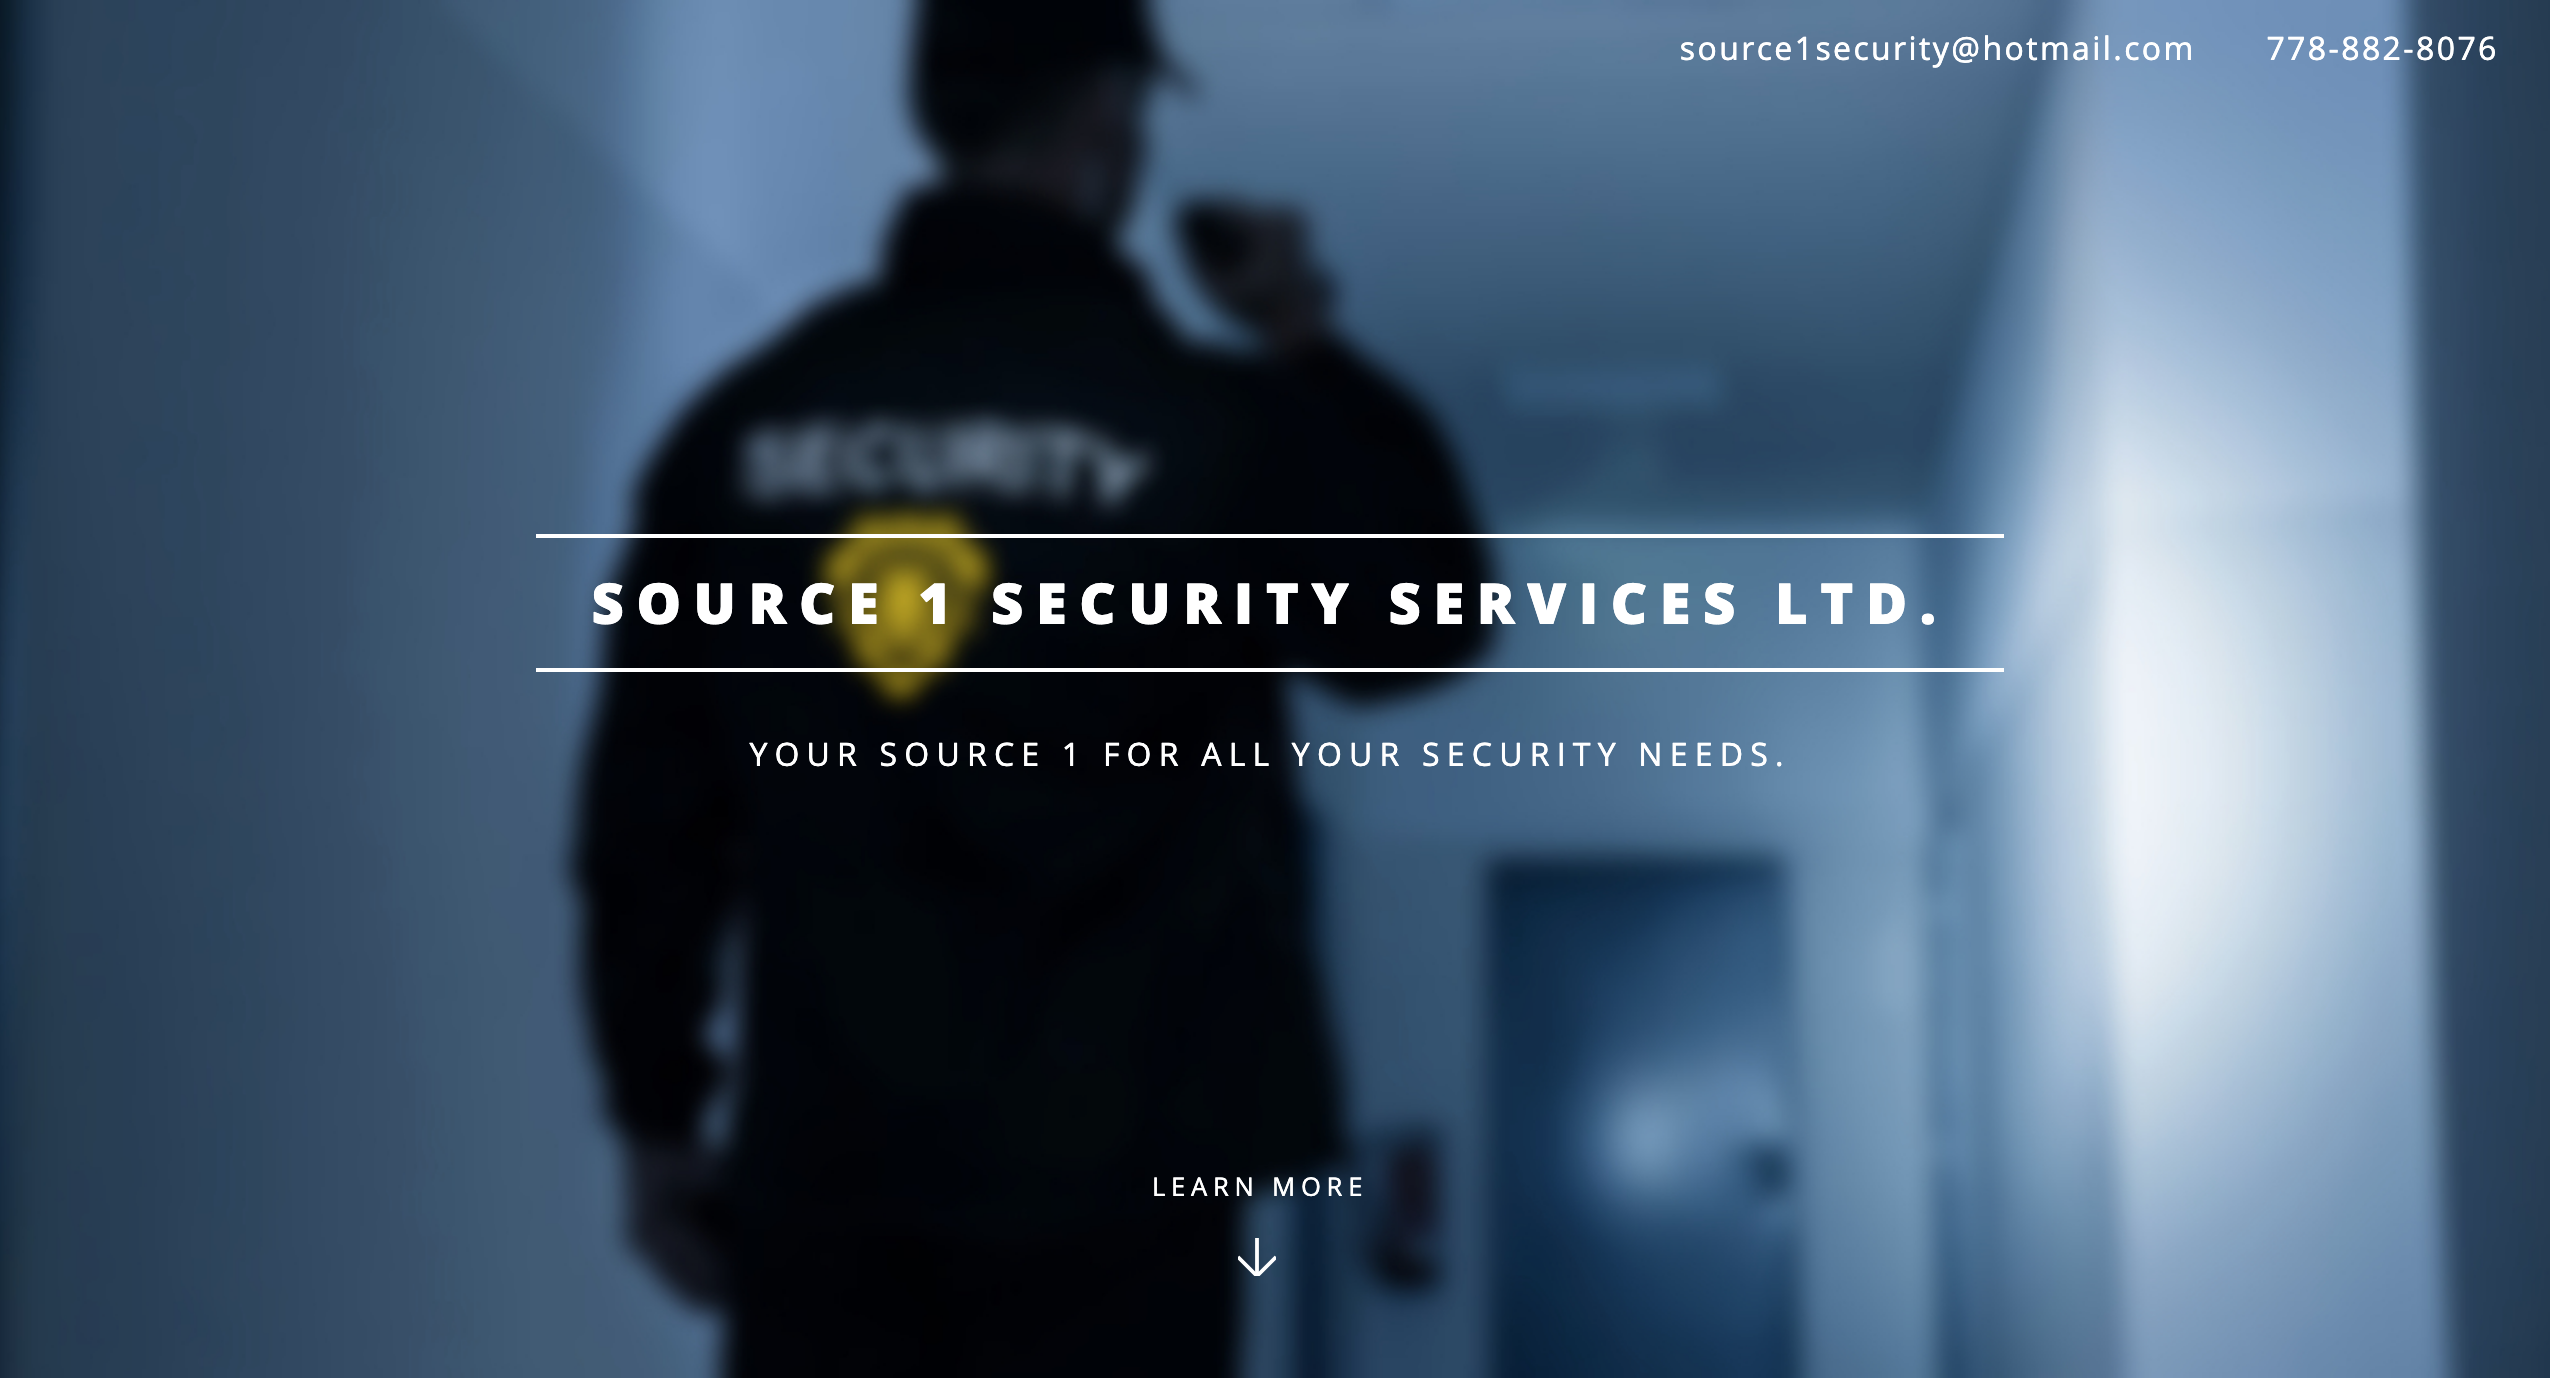 source1security@hotmail.com 778-882-8076
SECURITY
SOURCE 1 SECURITY SERVICES LTD.
YOUR SOURCE 1 FOR ALL YOUR SECURITY NEEDS.
LEARN MORE